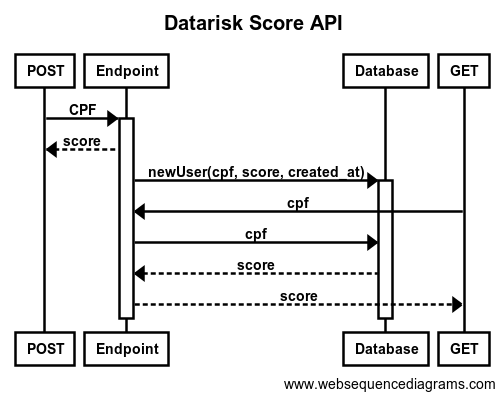 Datarisk Score API
POST Endpoint Database GET
CPF
score
newUser(cpf, score, created_at)
cpf
cpf
score
score
POST Endpoint Database GET
www.websequencediagrams.com